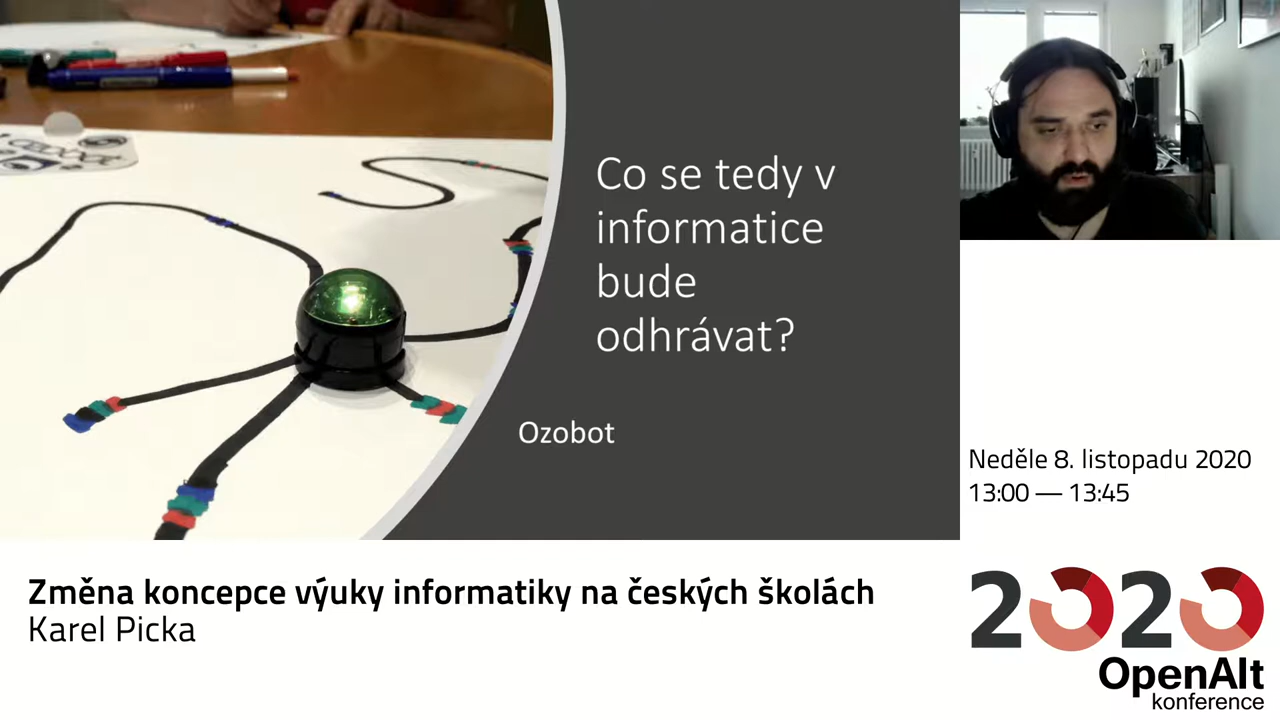 Co se tedy v
informatice
bude
odhrávat?
Ozobot
Neděle 8. listopadu 2020
13:00 — 13:45
Změna koncepce výuky informatiky na českých školách
Karel Picka
2020
OpenAlt
konference